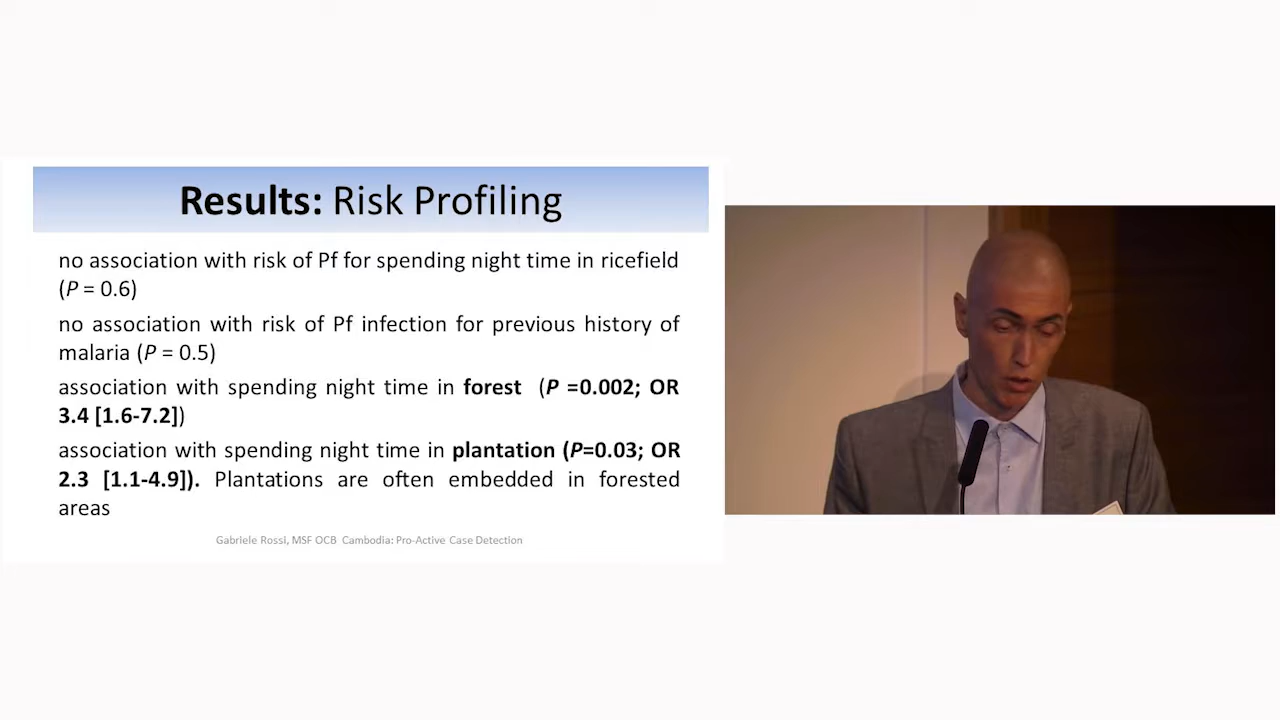 Results: Risk Profiling
no association with risk of Pf for spending night time in ricefield
(P = 0.6)
no association with risk of Pf infection for previous history of
malaria (P = 0.5)
association with spending night time in forest (P =0.002; OR
3.4 [1.6-7.2])
association with spending night time in plantation (P=0.03; OR
2.3 [1.1-4.9]). Plantations are often embedded in forested
areas
Gabriele Rossi, MSF OCB Cambodia: Pro-Active Case Detection